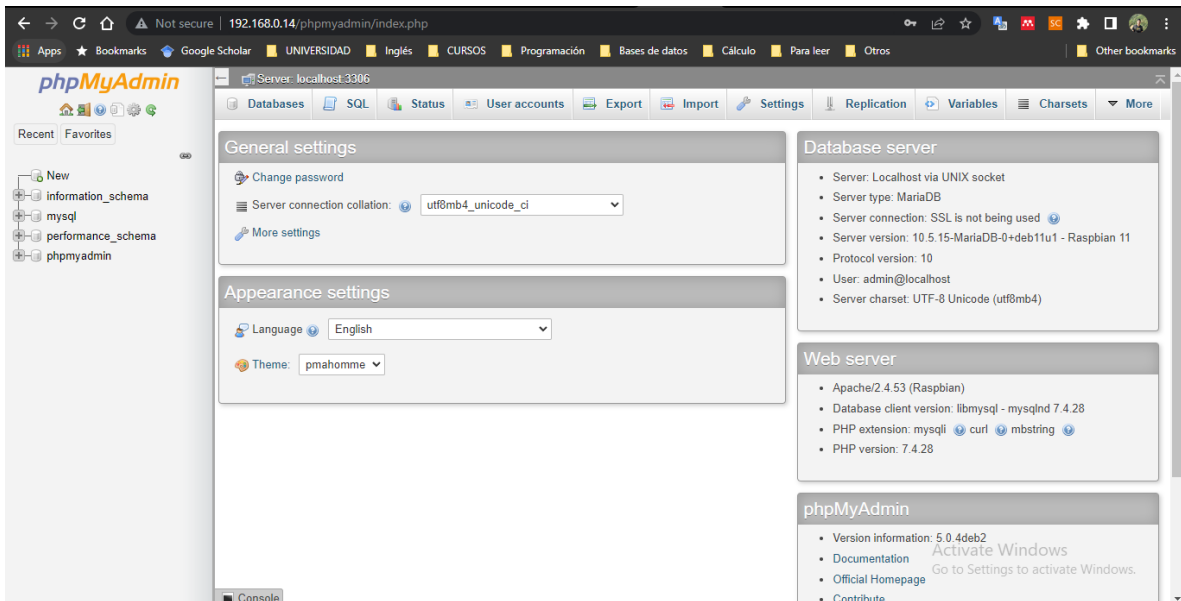 Not secure | 192.168.0.14/phpmyadmin/index.php
Apps Bookmarks Google Scholar UNIVERSIDAD Inglés CURSOS Programación Bases de datos Cálculo Para leer Otros Other bookmarks
phpMyAdmin
Recent Favorites
New
information_schema
mysql
performance_schema
phpmyadmin
Server: localhost:3306
Databases SQL Status User accounts Export Import Settings Replication Variables Charsets More
General settings
Change password
Server connection collation: utf8mb4_unicode_ci
More settings
Appearance settings
Language English
Theme: pmahomme
Database server
Server: Localhost via UNIX socket
Server type: MariaDB
Server connection: SSL is not being used
Server version: 10.5.15-MariaDB-0+deb11u1 - Raspbian 11
Protocol version: 10
User: admin@localhost
Server charset: UTF-8 Unicode (utf8mb4)
Web server
Apache/2.4.53 (Raspbian)
Database client version: libmysql - mysqlnd 7.4.28
PHP extension: mysqli curl mbstring
PHP version: 7.4.28
phpMyAdmin
Version information: 5.0.4deb2
Documentation
Official Homepage
Contribute
Activate Windows
Go to Settings to activate Windows.
Console